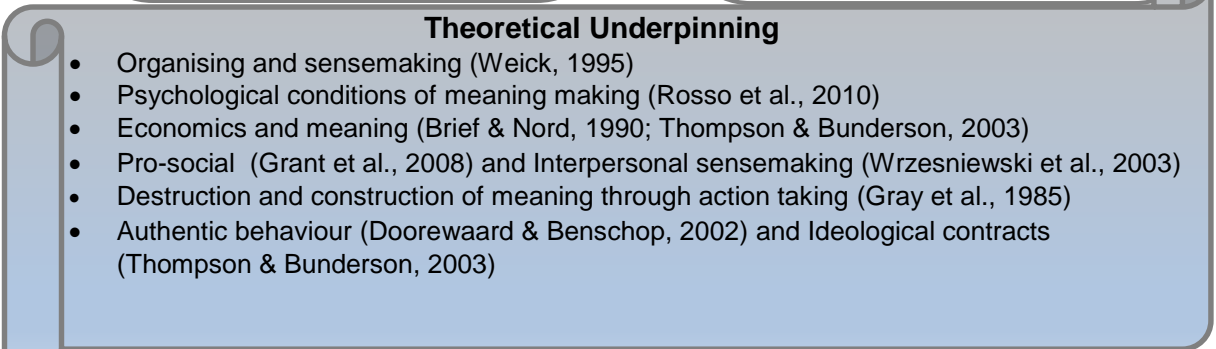 Theoretical Underpinning
• Organising and sensemaking (Weick, 1995)
• Psychological conditions of meaning making (Rosso et al., 2010)
• Economics and meaning (Brief & Nord, 1990; Thompson & Bunderson, 2003)
• Pro-social (Grant et al., 2008) and Interpersonal sensemaking (Wrzesniewski et al., 2003)
• Destruction and construction of meaning through action taking (Gray et al., 1985)
• Authentic behaviour (Doorewaard & Benschop, 2002) and Ideological contracts
(Thompson & Bunderson, 2003)